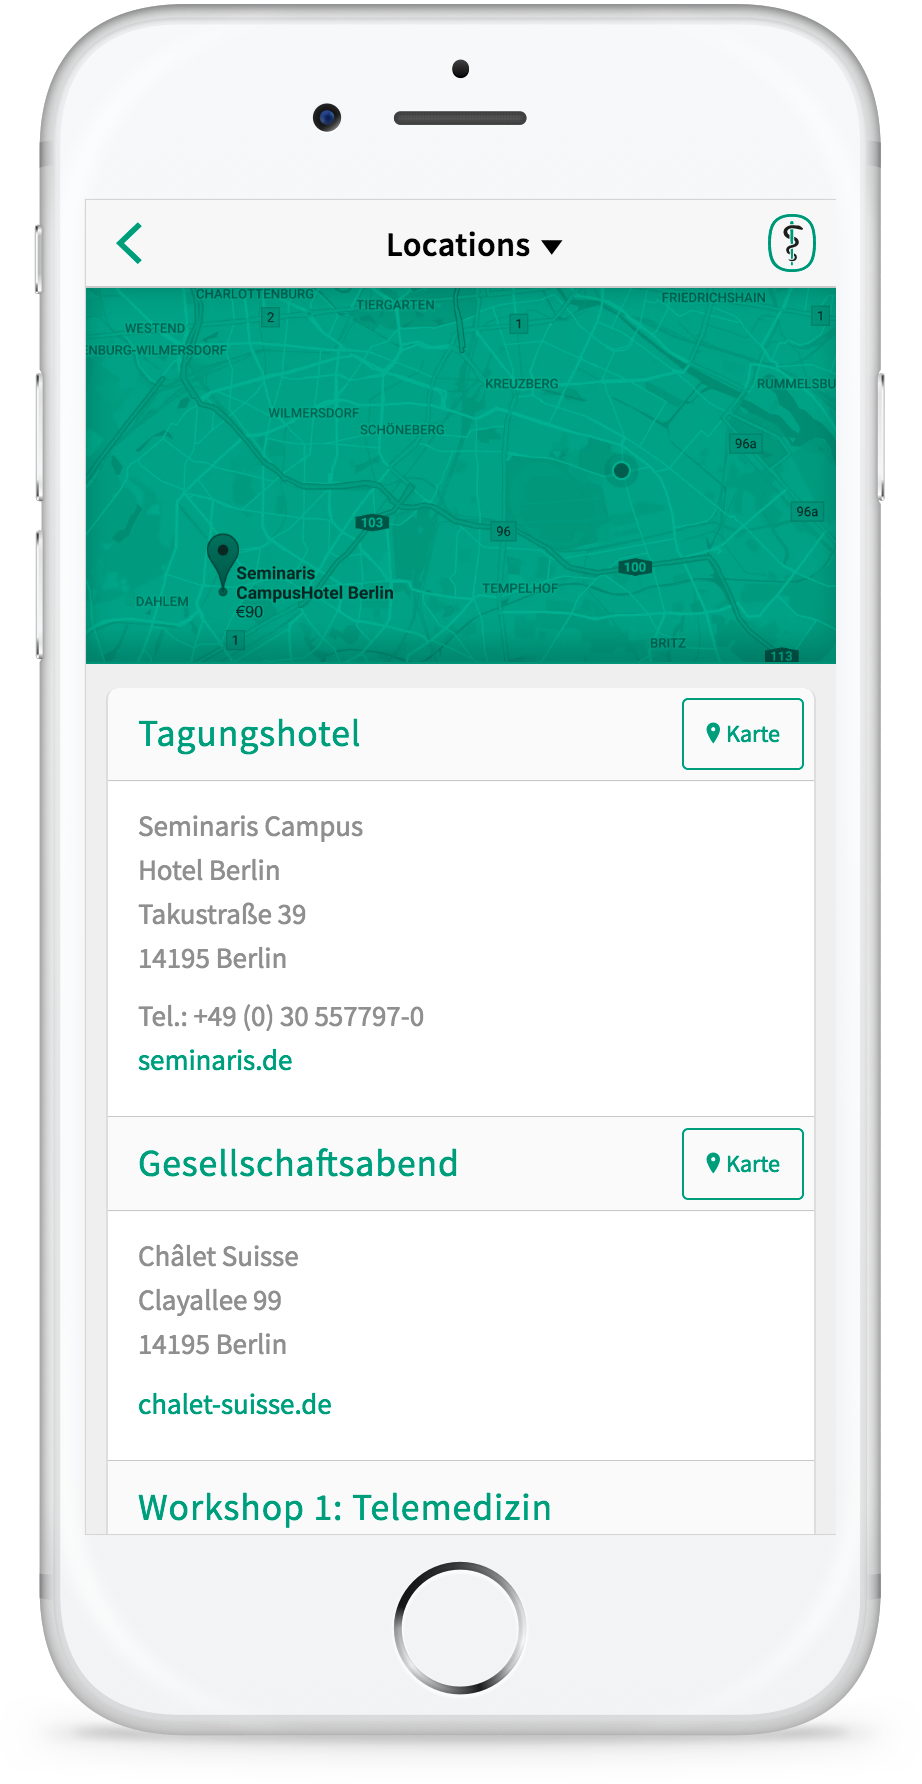 Locations
CHARLOTTENBURG
TIERGARTEN
FRIEDRICHSHAIN
2
1
1
WESTEND
ENBURG-WILMERSDORF
KREUZBERG
RUMMELSBU
WILMERSDORF
SCHÖNEBERG
96a
96a
103
96
100
Seminaris
CampusHotel Berlin
€90
DAHLEM
TEMPELHOF
1
BRITZ
113
Tagungshotel
Karte
Seminaris Campus
Hotel Berlin
Takustraße 39
14195 Berlin
Tel.: +49 (0) 30 557797-0
seminaris.de
Gesellschaftsabend
Karte
Châlet Suisse
Clayallee 99
14195 Berlin
chalet-suisse.de
Workshop 1: Telemedizin